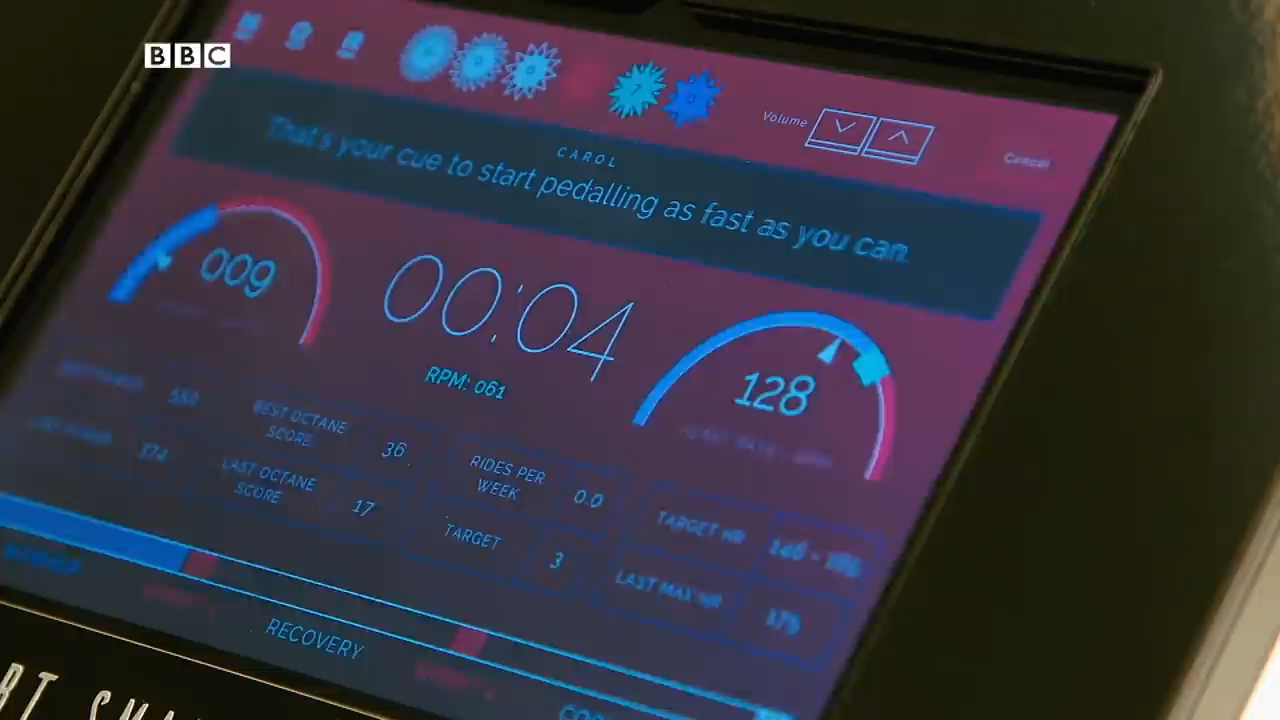 BBC
Volume
Cancel
CAROL
That's your cue to start pedalling as fast as you can.
009
00:04
RPM: 061
128
BEST OCTANE
SCORE
36
LAST OCTANE
SCORE
17
374
RIDES PER
WEEK
0.0
TARGET
3
TARGET HR
LAST MAX HR
175
RECOVERY